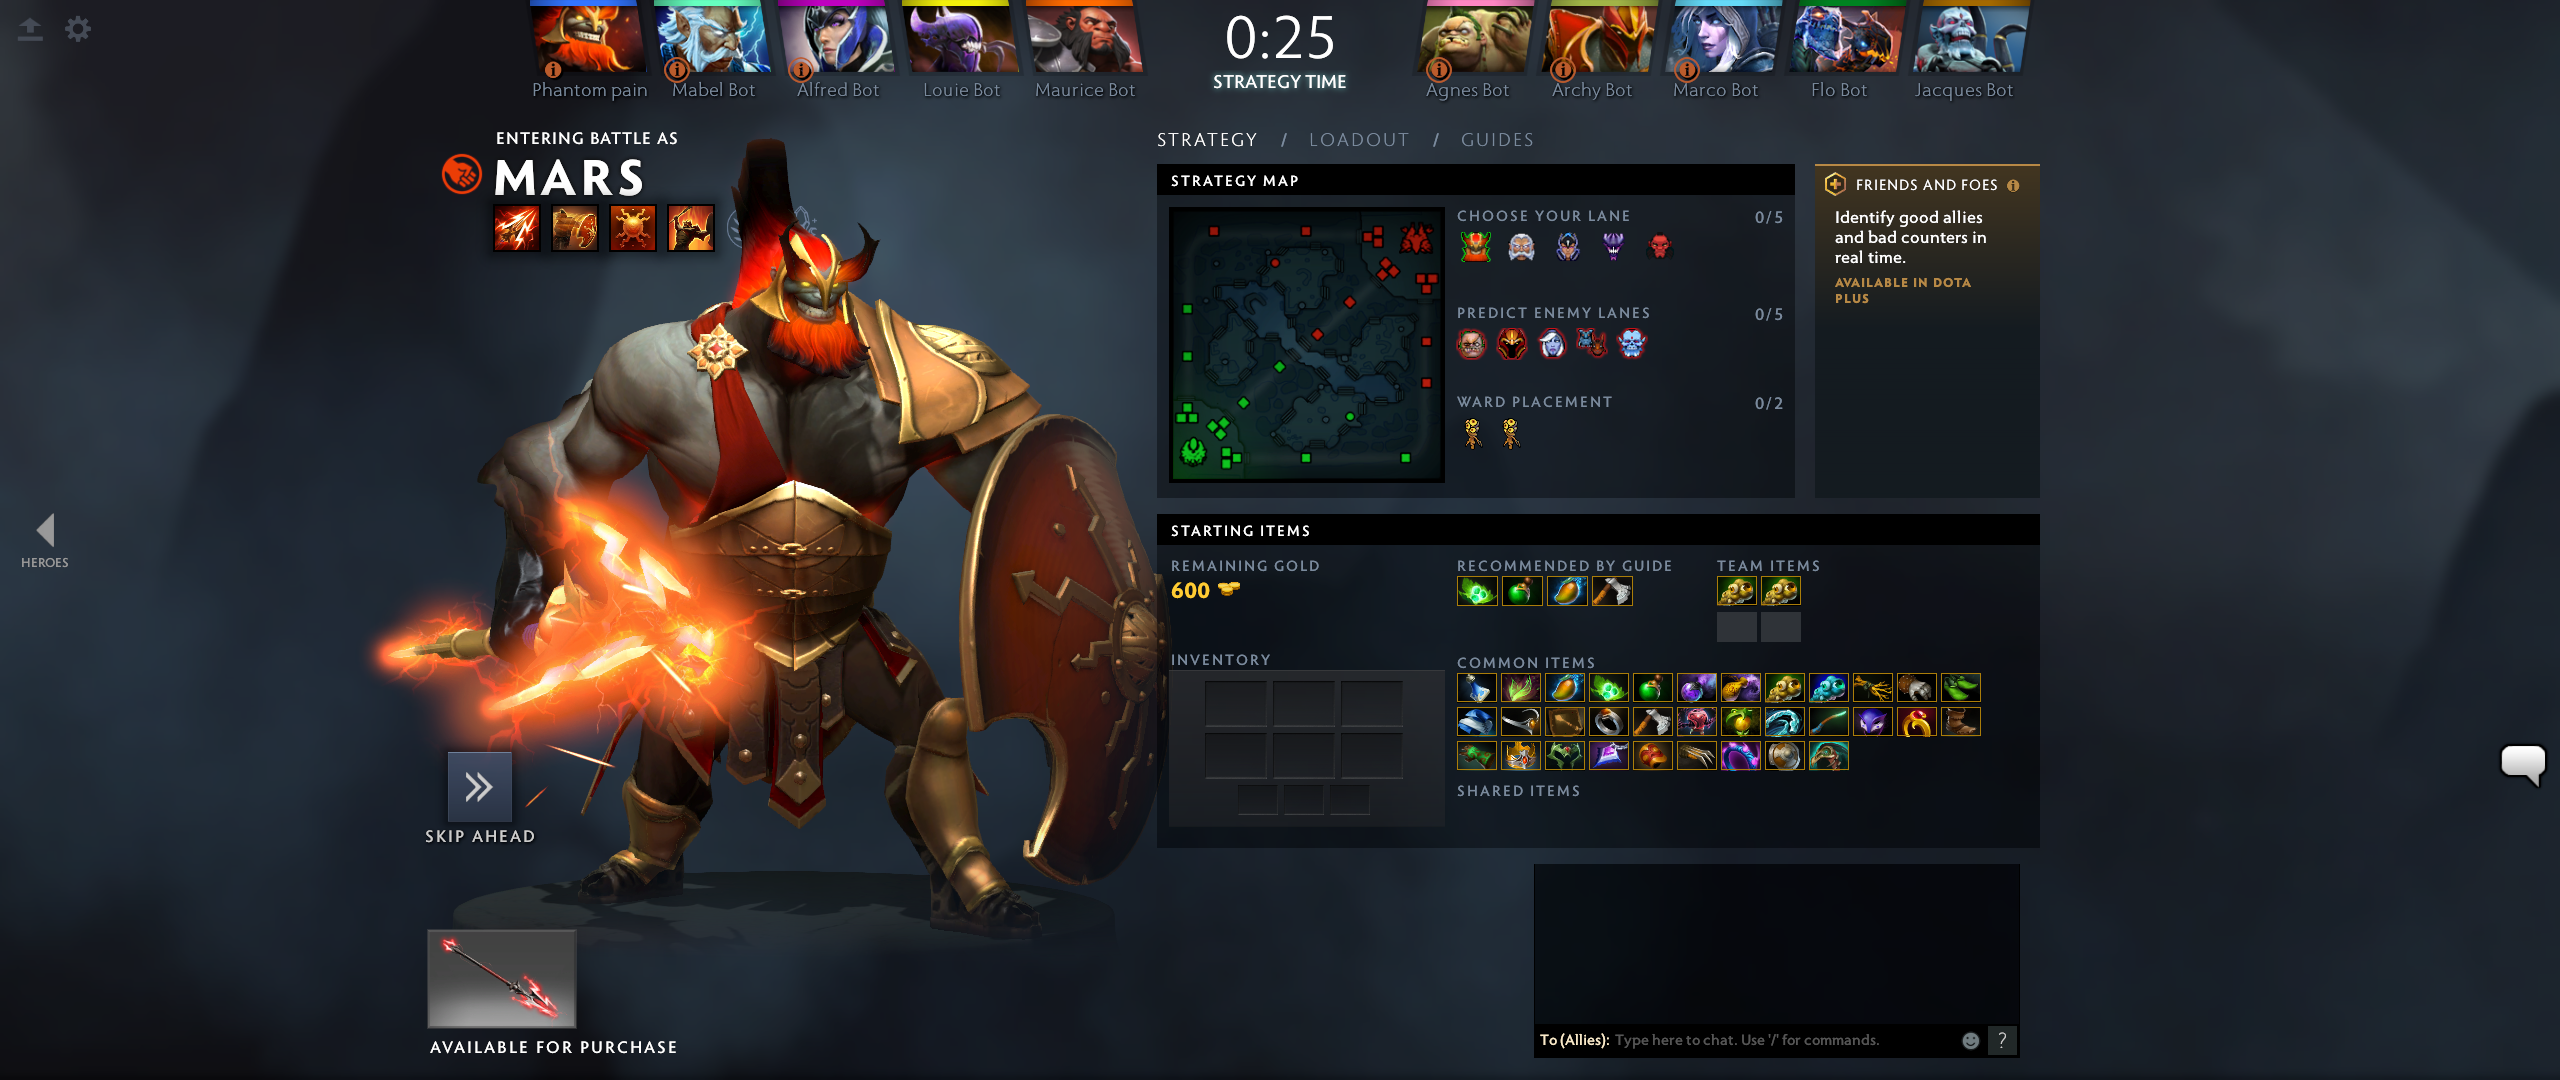 0:25
STRATEGY TIME
Phantom pain
Mabel Bot
Alfred Bot
Louie Bot
Maurice Bot
Agnes Bot
Archy Bot
Marco Bot
Flo Bot
Jacques Bot
ENTERING BATTLE AS
MARS
HEROES
SKIP AHEAD
AVAILABLE FOR PURCHASE
STRATEGY / LOADOUT / GUIDES
STRATEGY MAP
CHOOSE YOUR LANE 0/5
PREDICT ENEMY LANES 0/5
WARD PLACEMENT 0/2
FRIENDS AND FOES
Identify good allies
and bad counters in
real time.
AVAILABLE IN DOTA
PLUS
STARTING ITEMS
REMAINING GOLD
600
RECOMMENDED BY GUIDE
TEAM ITEMS
INVENTORY
COMMON ITEMS
SHARED ITEMS
To (Allies): Type here to chat. Use '/' for commands.
?